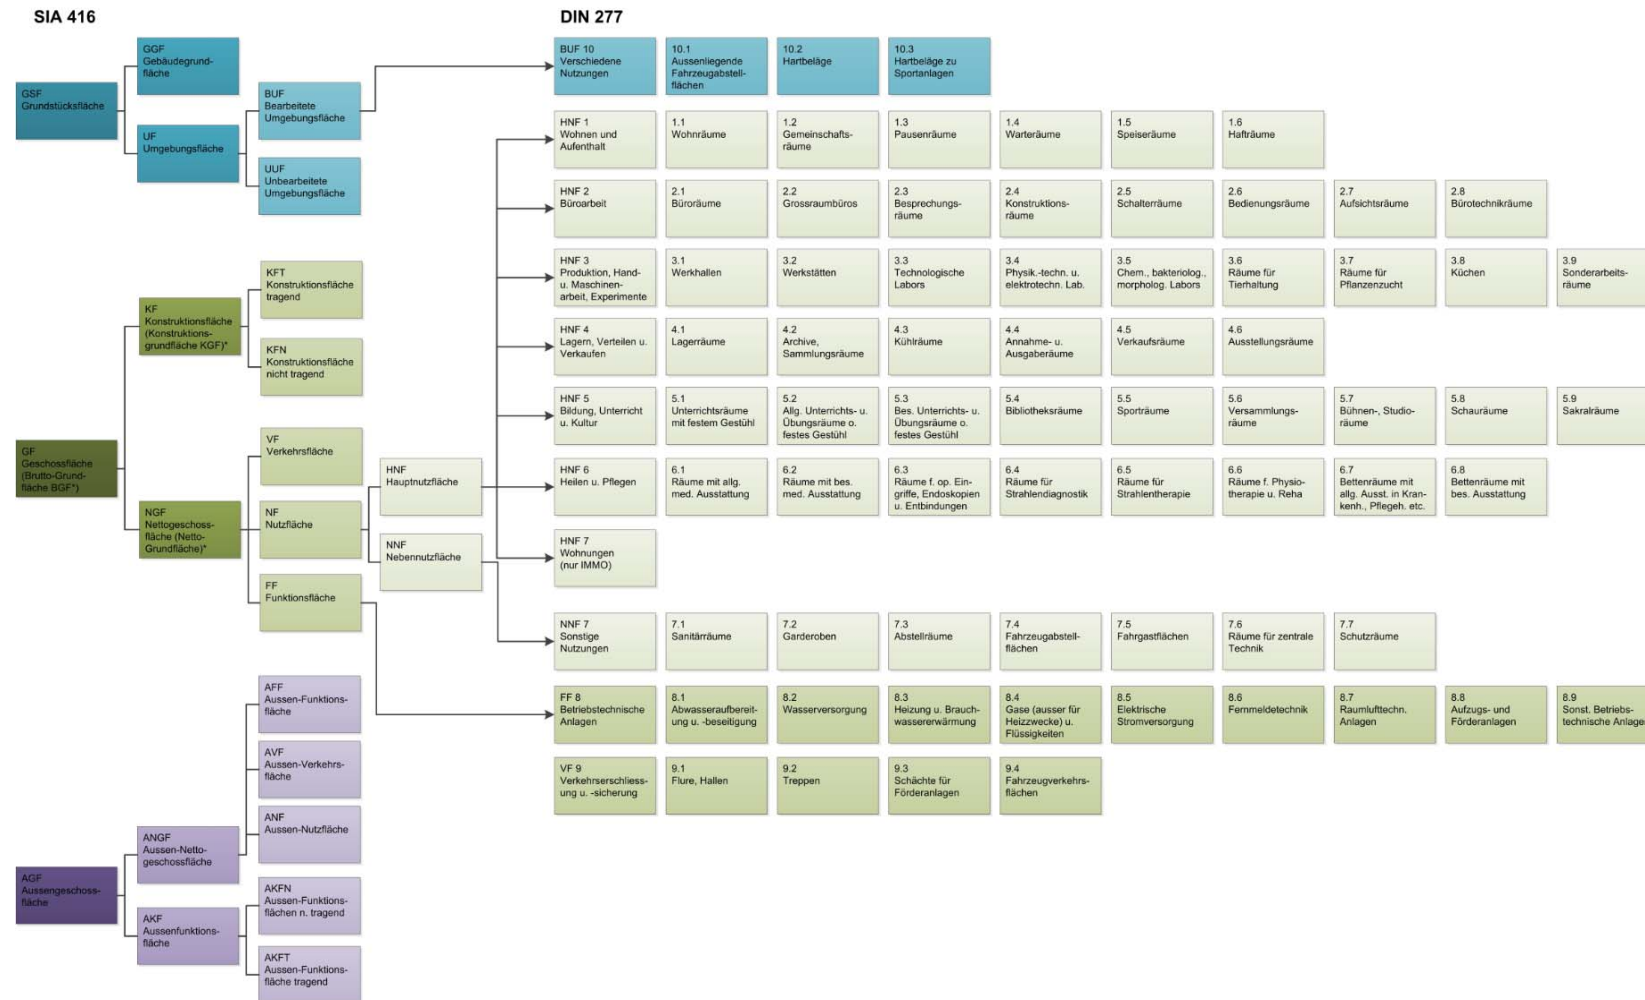 SIA 416
DIN 277
GSF
Grundstücksfläche
GGF
Gebäudegrund-
fläche
UF
Umgebungsfläche
BUF
Bearbeitete
Umgebungsfläche
UUF
Unbearbeitete
Umgebungsfläche
GF
Geschossfläche
(Brutto-Grund-
fläche BGF*)
KF
Konstruktionsfläche
(Konstruktions-
grundfläche KGF)*
KFT
Konstruktionsfläche
tragend
KFN
Konstruktionsfläche
nicht tragend
NGF
Nettogeschoss-
fläche (Netto-
Grundfläche)*
VF
Verkehrsfläche
NF
Nutzfläche
FF
Funktionsfläche
HNF
Hauptnutzfläche
NNF
Nebennutzfläche
AGF
Aussengeschoss-
fläche
ANGF
Aussen-Netto-
geschossfläche
AKF
Aussenfunktions-
fläche
AFF
Aussen-Funktions-
fläche
AVF
Aussen-Verkehrs-
fläche
ANF
Aussen-Nutzfläche
AKFN
Aussen-Funktions-
flächen n. tragend
AKFT
Aussen-Funktions-
fläche tragend
BUF 10
Verschiedene
Nutzungen
10.1
Aussenliegende
Fahrzeugabstell-
flächen
10.2
Hartbeläge
10.3
Hartbeläge zu
Sportanlagen
HNF 1
Wohnen und
Aufenthalt
1.1
Wohnräume
1.2
Gemeinschafts-
räume
1.3
Pausenräume
1.4
Warteräume
1.5
Speiseräume
1.6
Hafträume
HNF 2
Büroarbeit
2.1
Büroräume
2.2
Grossraumbüros
2.3
Besprechungs-
räume
2.4
Konstruktions-
räume
2.5
Schalterräume
2.6
Bedienungsräume
2.7
Aufsichtsräume
2.8
Bürotechnikräume
HNF 3
Produktion, Hand-
u. Maschinen-
arbeit, Experimente
3.1
Werkhallen
3.2
Werkstätten
3.3
Technologische
Labors
3.4
Physik.-techn. u.
elektrotechn. Lab.
3.5
Chem., bakteriolog.,
morpholog. Labors
3.6
Räume für
Tierhaltung
3.7
Räume für
Pflanzenzucht
3.8
Küchen
3.9
Sonderarbeits-
räume
HNF 4
Lagern, Verteilen u.
Verkaufen
4.1
Lagerräume
4.2
Archive,
Sammlungsräume
4.3
Kühlräume
4.4
Annahme- u.
Ausgaberäume
4.5
Verkaufsräume
4.6
Ausstellungsräume
HNF 5
Bildung, Unterricht
u. Kultur
5.1
Unterrichtsräume
mit festem Gestühl
5.2
Allg. Unterrichts- u.
Übungsräume o.
festes Gestühl
5.3
Bes. Unterrichts- u.
Übungsräume o.
festes Gestühl
5.4
Bibliotheksräume
5.5
Sporträume
5.6
Versammlungs-
räume
5.7
Bühnen-, Studio-
räume
5.8
Schauräume
5.9
Sakralräume
HNF 6
Heilen u. Pflegen
6.1
Räume mit allg.
med. Ausstattung
6.2
Räume mit bes.
med. Ausstattung
6.3
Räume f. op. Ein-
griffe, Endoskopien
u. Entbindungen
6.4
Räume für
Strahlendiagnostik
6.5
Räume für
Strahlentherapie
6.6
Räume f. Physio-
therapie u. Reha
6.7
Bettenräume mit
allg. Ausst. in Kran-
kenh., Pflegeh. etc.
6.8
Bettenräume mit
bes. Ausstattung
HNF 7
Wohnungen
(nur IMMO)
NNF 7
Sonstige
Nutzungen
7.1
Sanitärräume
7.2
Garderoben
7.3
Abstellräume
7.4
Fahrzeugabstell-
flächen
7.5
Fahrgastflächen
7.6
Räume für zentrale
Technik
7.7
Schutzräume
FF 8
Betriebstechnische
Anlagen
8.1
Abwasseraufbereit-
ung u. -beseitigung
8.2
Wasserversorgung
8.3
Heizung u. Brauch-
wassererwärmung
8.4
Gase (ausser für
Heizzwecke) u.
Flüssigkeiten
8.5
Elektrische
Stromversorgung
8.6
Fernmeldetechnik
8.7
Raumlufttechn.
Anlagen
8.8
Aufzugs- und
Förderanlagen
8.9
Sonst. Betriebs-
technische Anlagen
VF 9
Verkehrserschliess-
ung u. -sicherung
9.1
Flure, Hallen
9.2
Treppen
9.3
Schächte für
Förderanlagen
9.4
Fahrzeugverkehrs-
flächen